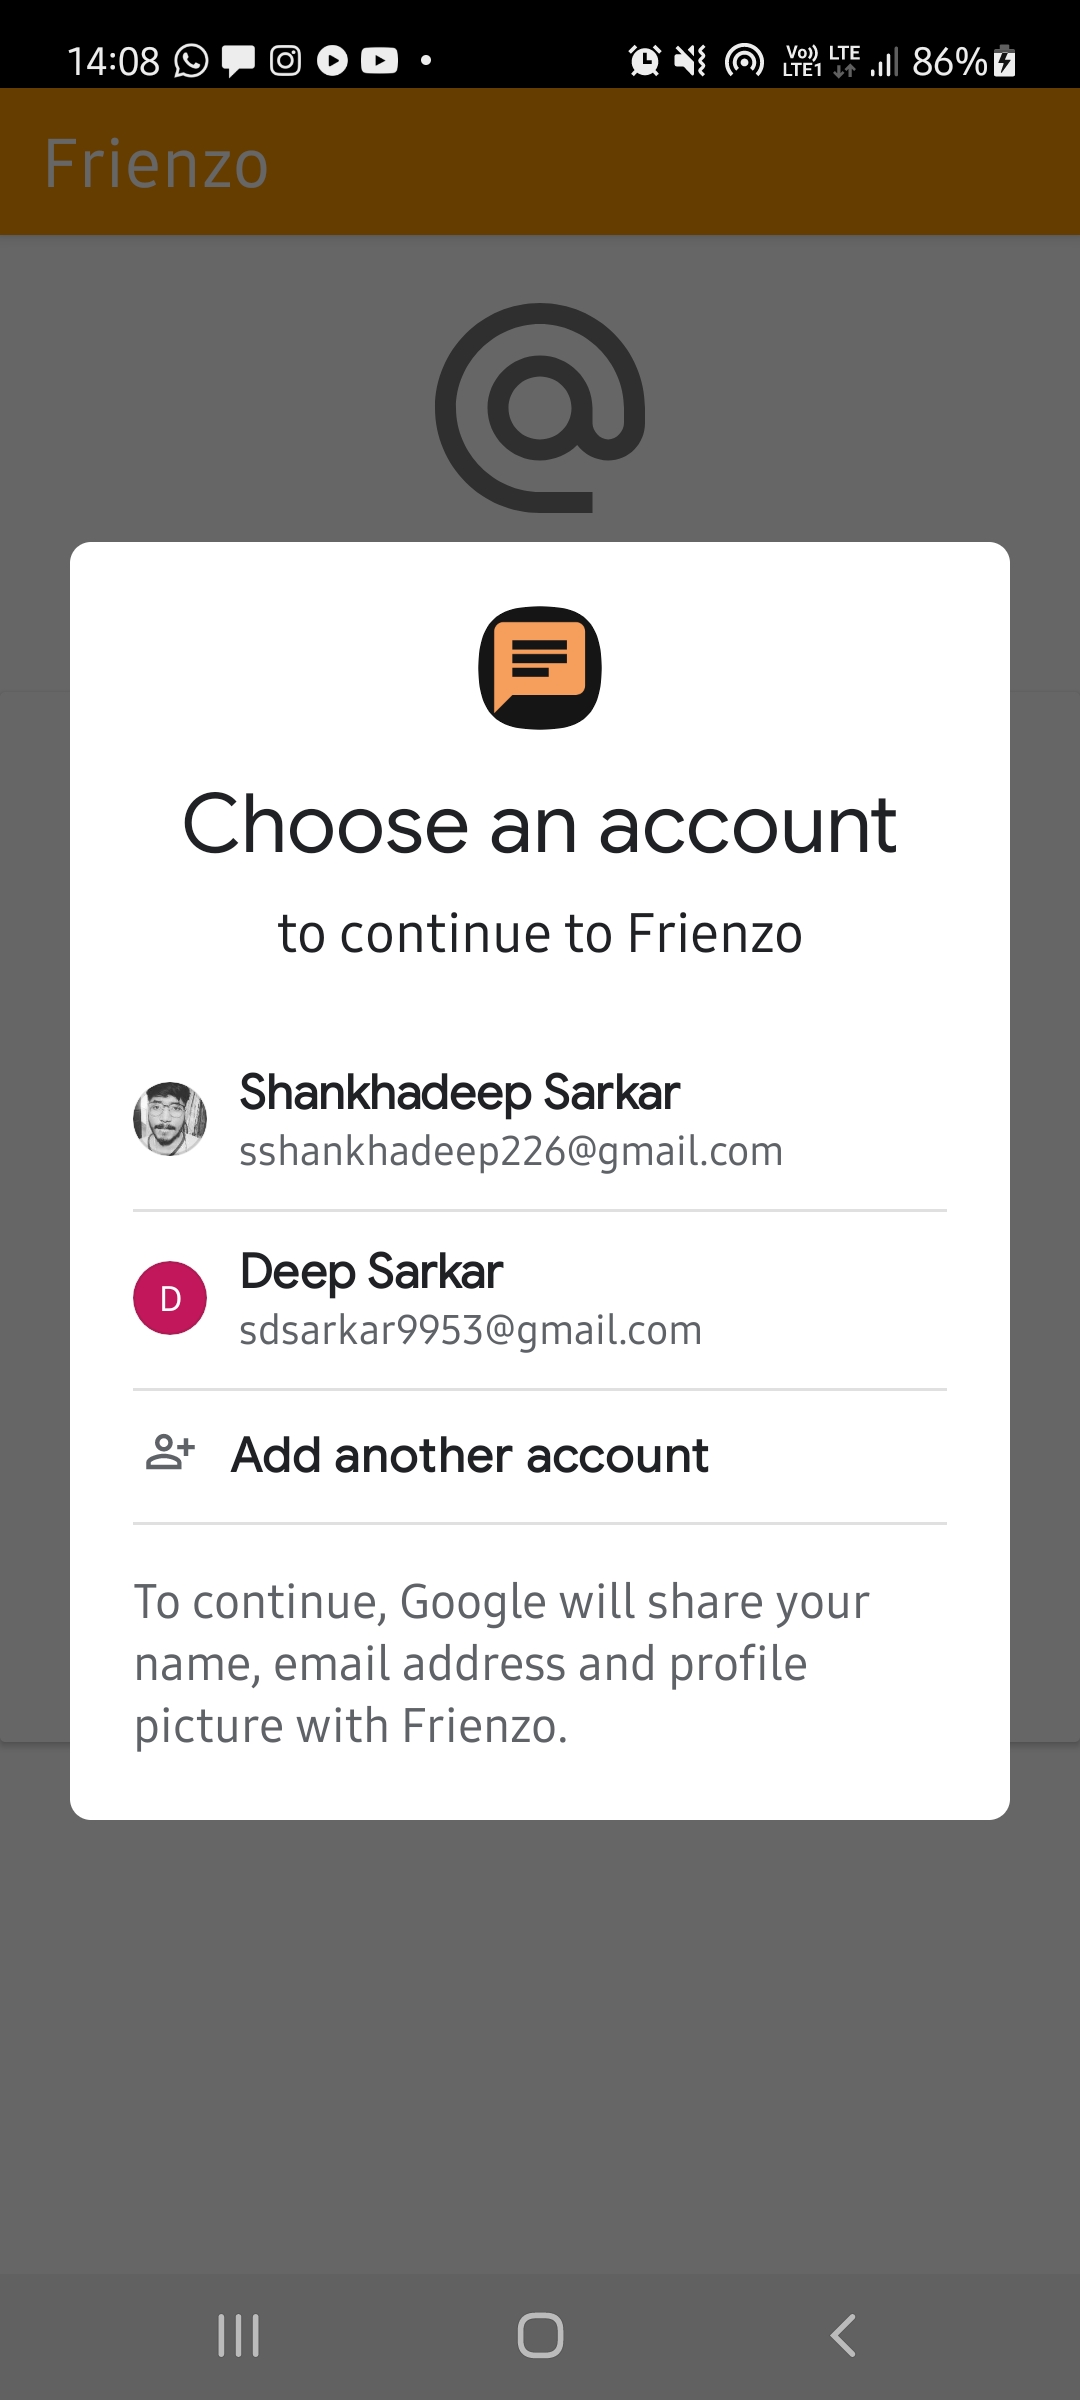 14:08 Vo)) LTE1 LTE 86%
Frienzo
Choose an account
to continue to Frienzo
Shankhadeep Sarkar
sshankhadeep226@gmail.com
D
Deep Sarkar
sdsarkar9953@gmail.com
Add another account
To continue, Google will share your
name, email address and profile
picture with Frienzo.